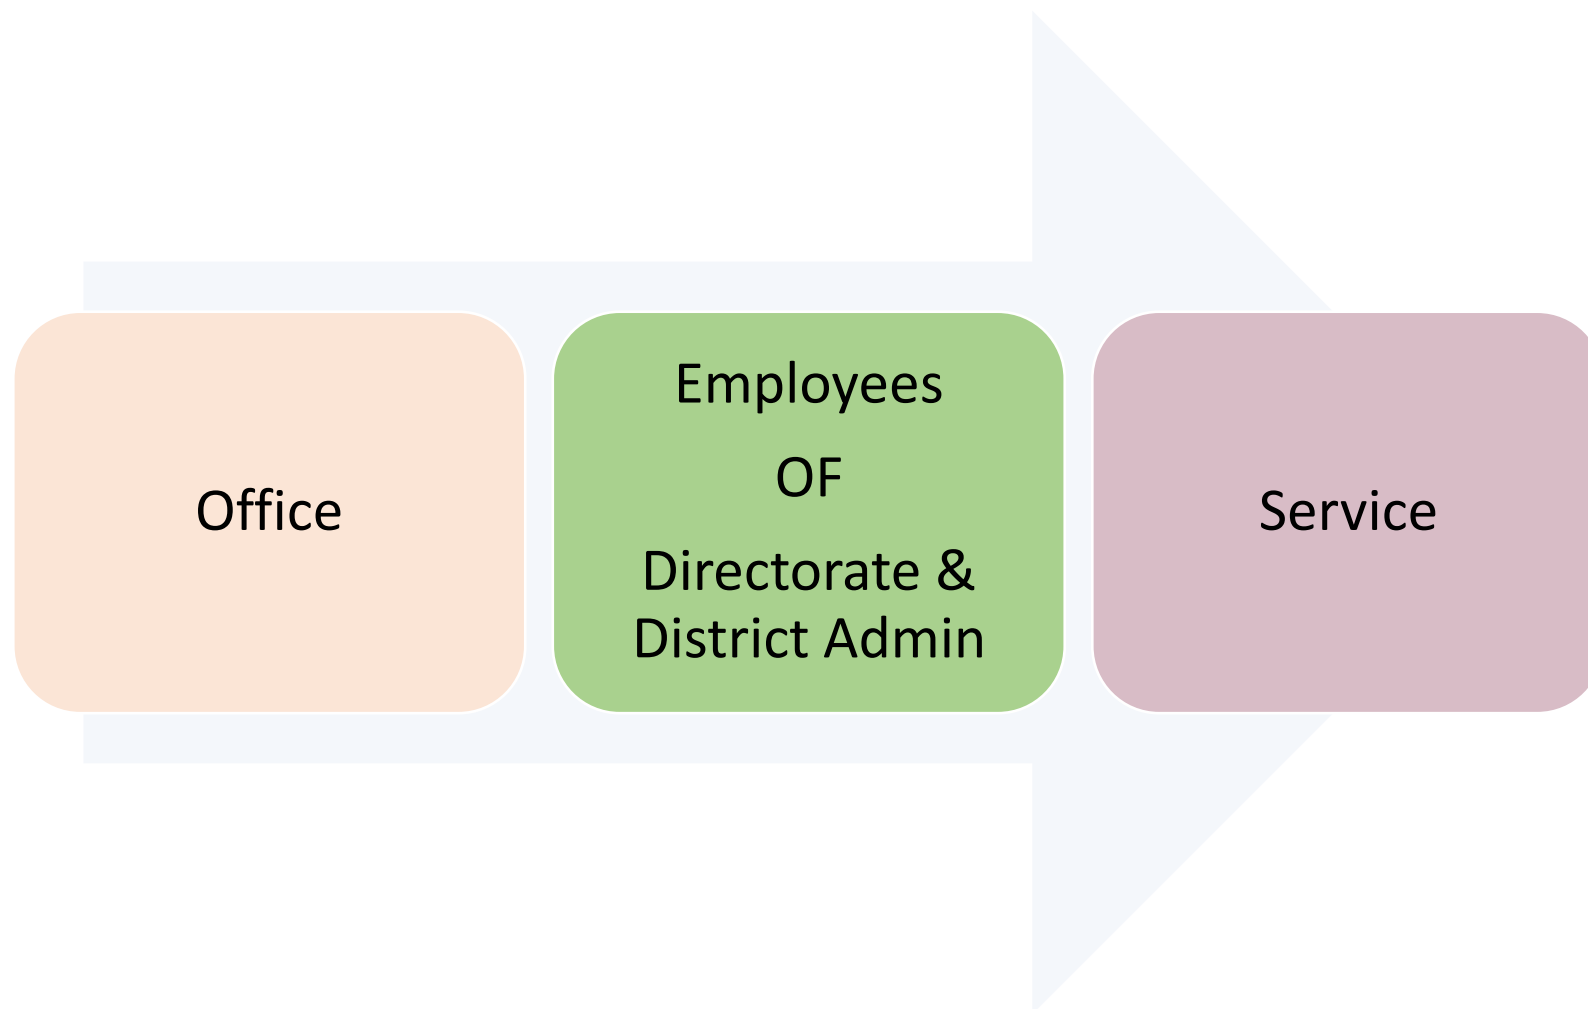 Office
Employees
OF
Directorate &
District Admin
Service